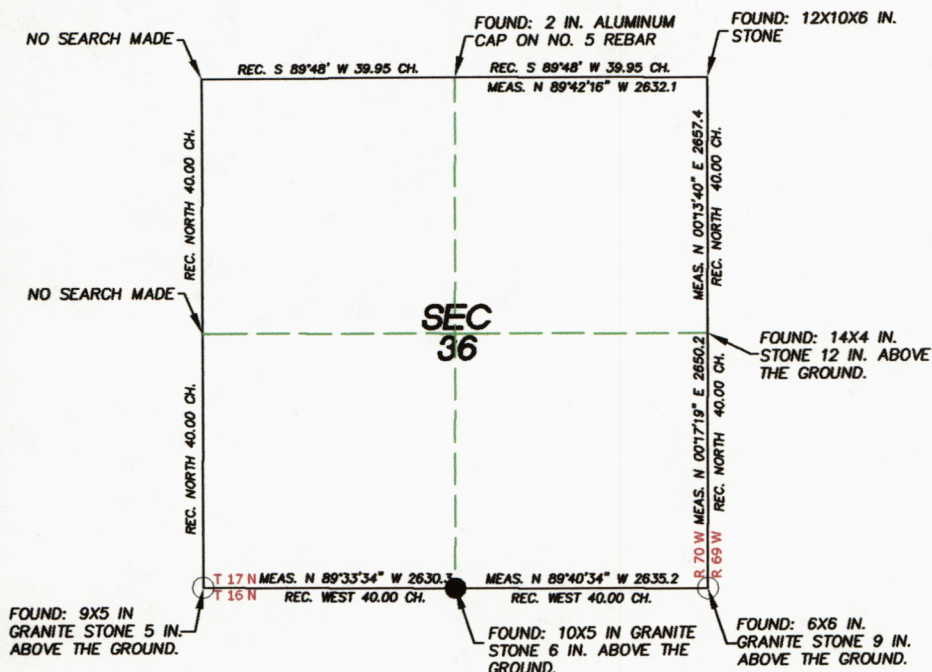 NO SEARCH MADE
FOUND: 2 IN. ALUMINUM
CAP ON NO. 5 REBAR
FOUND: 12X10X6 IN.
STONE
REC. S 89°48' W 39.95 CH.
REC. S 89°48' W 39.95 CH.
MEAS. N 89°42'16" W 2632.1
REC. NORTH 40.00 CH.
MEAS. N 00°13'40" E 2657.4
REC. NORTH 40.00 CH.
NO SEARCH MADE
SEC
36
FOUND: 14X4 IN.
STONE 12 IN. ABOVE
THE GROUND.
REC. NORTH 40.00 CH.
MEAS. N 00°17'19" E 2650.2
REC. NORTH 40.00 CH.
R 70 W
R 69 W
T 17 N
T 16 N
MEAS. N 89°33'34" W 2630.3
REC. WEST 40.00 CH.
MEAS. N 89°40'34" W 2635.2
REC. WEST 40.00 CH.
FOUND: 9X5 IN
GRANITE STONE 5 IN.
ABOVE THE GROUND.
FOUND: 10X5 IN GRANITE
STONE 6 IN. ABOVE THE
GROUND.
FOUND: 6X6 IN.
GRANITE STONE 9 IN.
ABOVE THE GROUND.